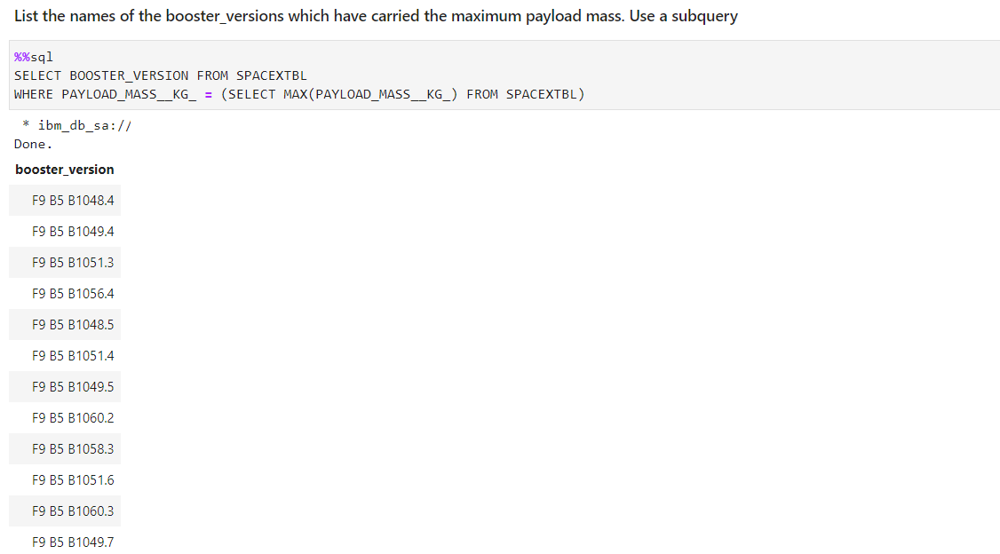 List the names of the booster_versions which have carried the maximum payload mass. Use a subquery
%%sql
SELECT BOOSTER_VERSION FROM SPACEXTBL
WHERE PAYLOAD_MASS__KG_ = (SELECT MAX(PAYLOAD_MASS__KG_) FROM SPACEXTBL)
* ibm_db_sa://
Done.
booster_version
F9 B5 B1048.4
F9 B5 B1049.4
F9 B5 B1051.3
F9 B5 B1056.4
F9 B5 B1048.5
F9 B5 B1051.4
F9 B5 B1049.5
F9 B5 B1060.2
F9 B5 B1058.3
F9 B5 B1051.6
F9 B5 B1060.3
F9 B5 B1049.7